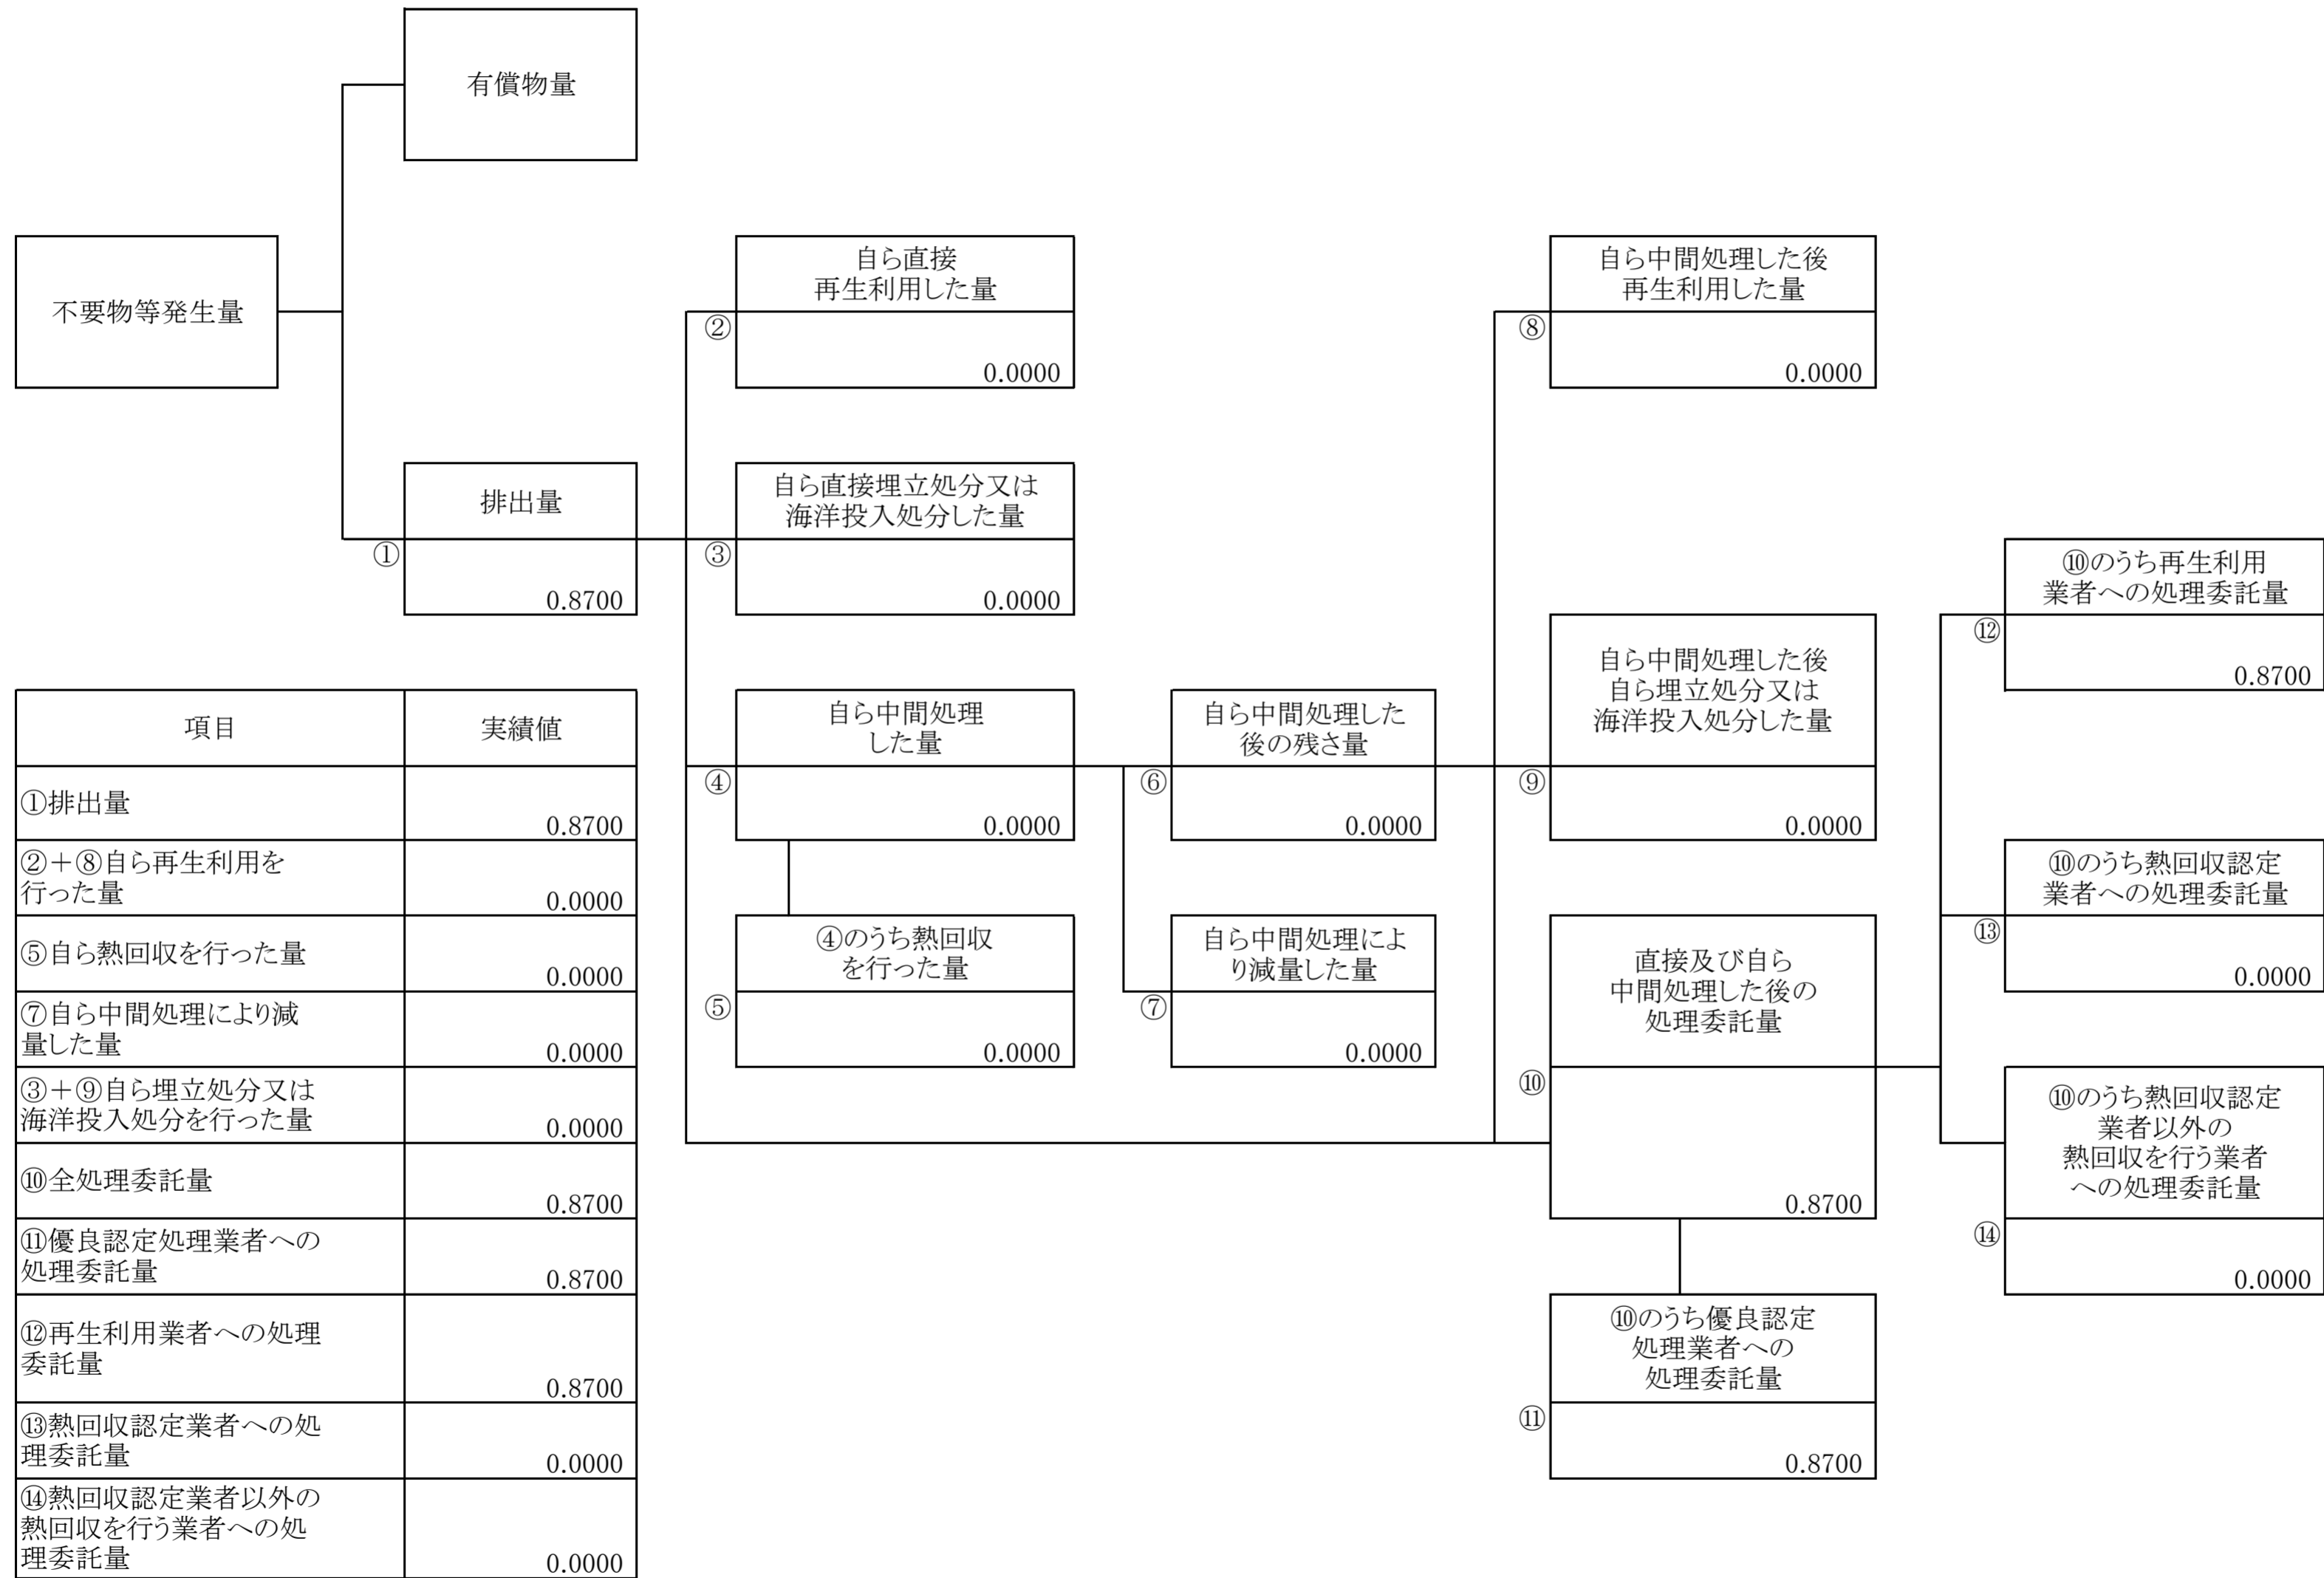 有償物量
不要物等発生量
自ら直接
再生利用した量
②
0.0000
自ら中間処理した後
再生利用した量
⑧
0.0000
排出量
①
0.8700
自ら直接埋立処分又は
海洋投入処分した量
③
0.0000
⑩のうち再生利用
業者への処理委託量
⑫
0.8700
自ら中間処理
した量
④
0.0000
自ら中間処理した
後の残さ量
⑥
0.0000
自ら中間処理した後
自ら埋立処分又は
海洋投入処分した量
⑨
0.0000
⑩のうち熱回収認定
業者への処理委託量
⑬
0.0000
④のうち熱回収
を行った量
⑤
0.0000
自ら中間処理によ
り減量した量
⑦
0.0000
直接及び自ら
中間処理した後の
処理委託量
⑩
0.8700
⑩のうち熱回収認定
業者以外の
熱回収を行う業者
への処理委託量
⑭
0.0000
⑩のうち優良認定
処理業者への
処理委託量
⑪
0.8700
項目
実績値
①排出量
0.8700
②+⑧自ら再生利用を
行った量
0.0000
⑤自ら熱回収を行った量
0.0000
⑦自ら中間処理により減
量した量
0.0000
③+⑨自ら埋立処分又は
海洋投入処分を行った量
0.0000
⑩全処理委託量
0.8700
⑪優良認定処理業者への
処理委託量
0.8700
⑫再生利用業者への処理
委託量
0.8700
⑬熱回収認定業者への処
理委託量
0.0000
⑭熱回収認定業者以外の
熱回収を行う業者への処
理委託量
0.0000